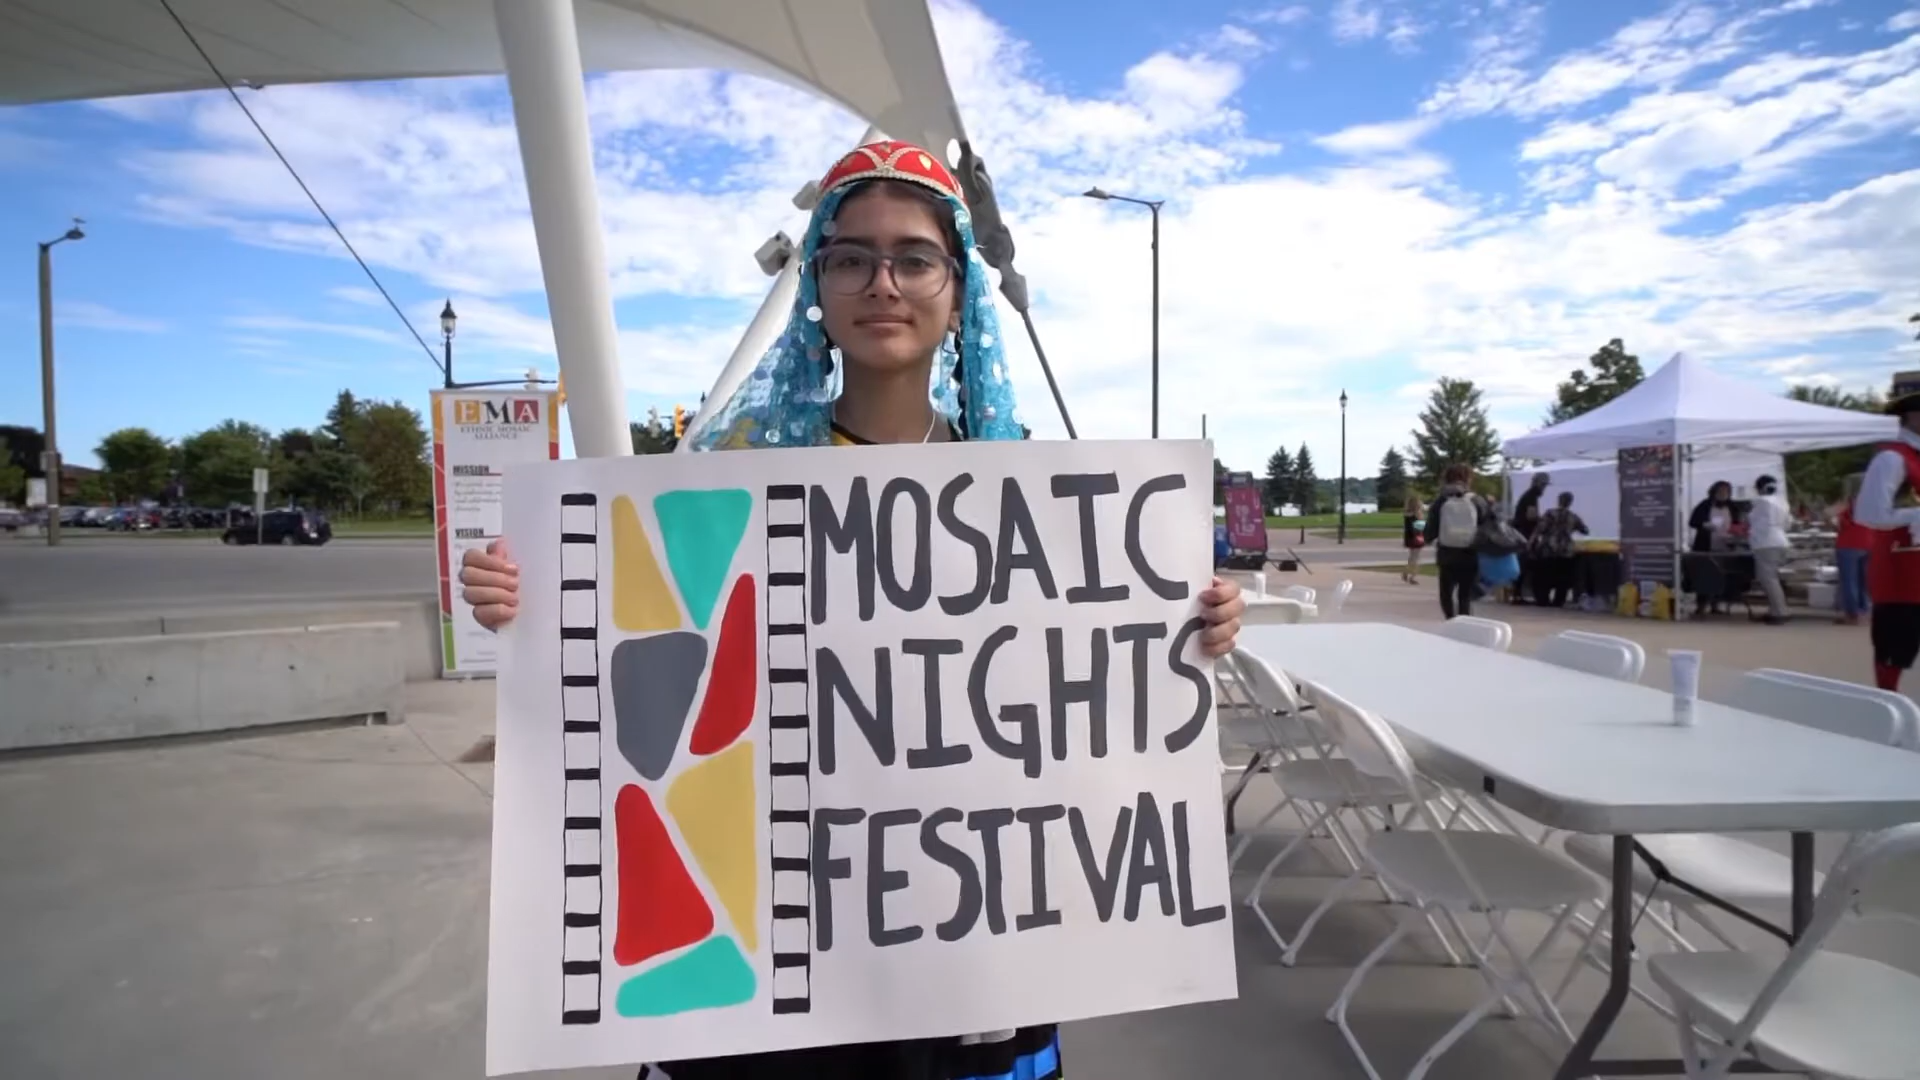 EMA
ETHNIC MOSAIC
ALLIANCE
MISSION
VISION
MOSAIC
NIGHTS
FESTIVAL